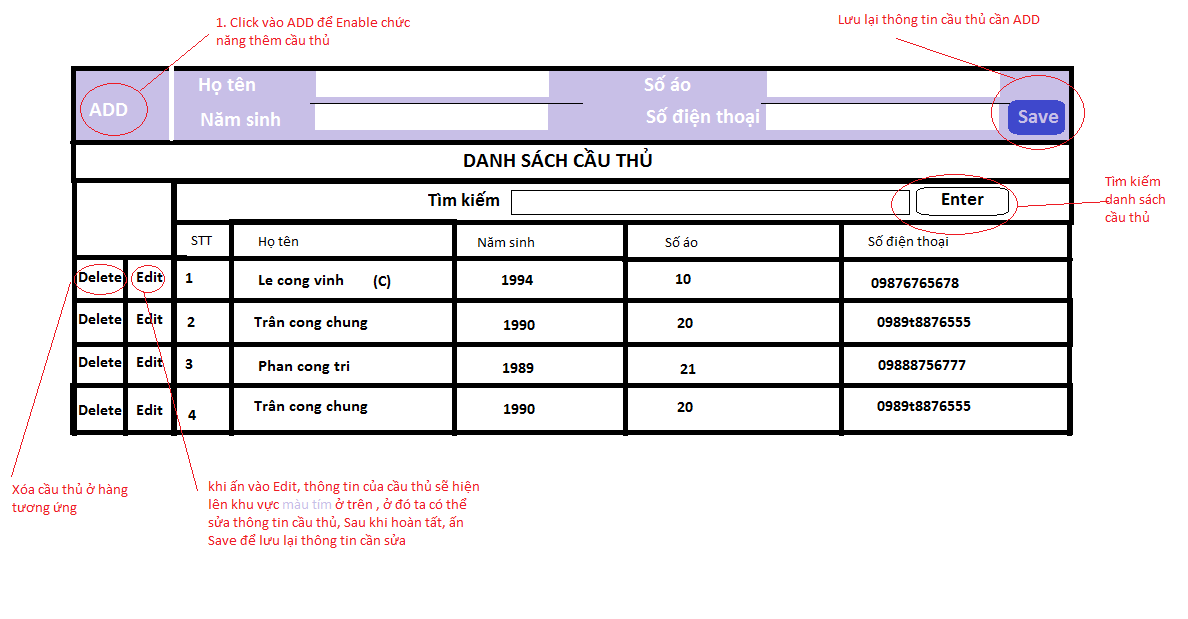 1. Click vào ADD để Enable chức
năng thêm cầu thủ
Lưu lại thông tin cầu thủ cần ADD
ADD
Họ tên
Số áo
Năm sinh
Số điện thoại
Save
DANH SÁCH CẦU THỦ
Tìm kiếm
Enter
Tìm kiếm
danh sách
cầu thủ
STT Họ tên Năm sinh Số áo Số điện thoại
Delete Edit 1 Le cong vinh (C) 1994 10 09876765678
Delete Edit 2 Trân cong chung 1990 20 0989t8876555
Delete Edit 3 Phan cong tri 1989 21 09888756777
Delete Edit 4 Trân cong chung 1990 20 0989t8876555
Xóa cầu thủ ở hàng
tương ứng
khi ấn vào Edit, thông tin của cầu thủ sẽ hiện
lên khu vực màu tím ở trên , ở đó ta có thể
sửa thông tin cầu thủ, Sau khi hoàn tất, ấn
Save để lưu lại thông tin cần sửa